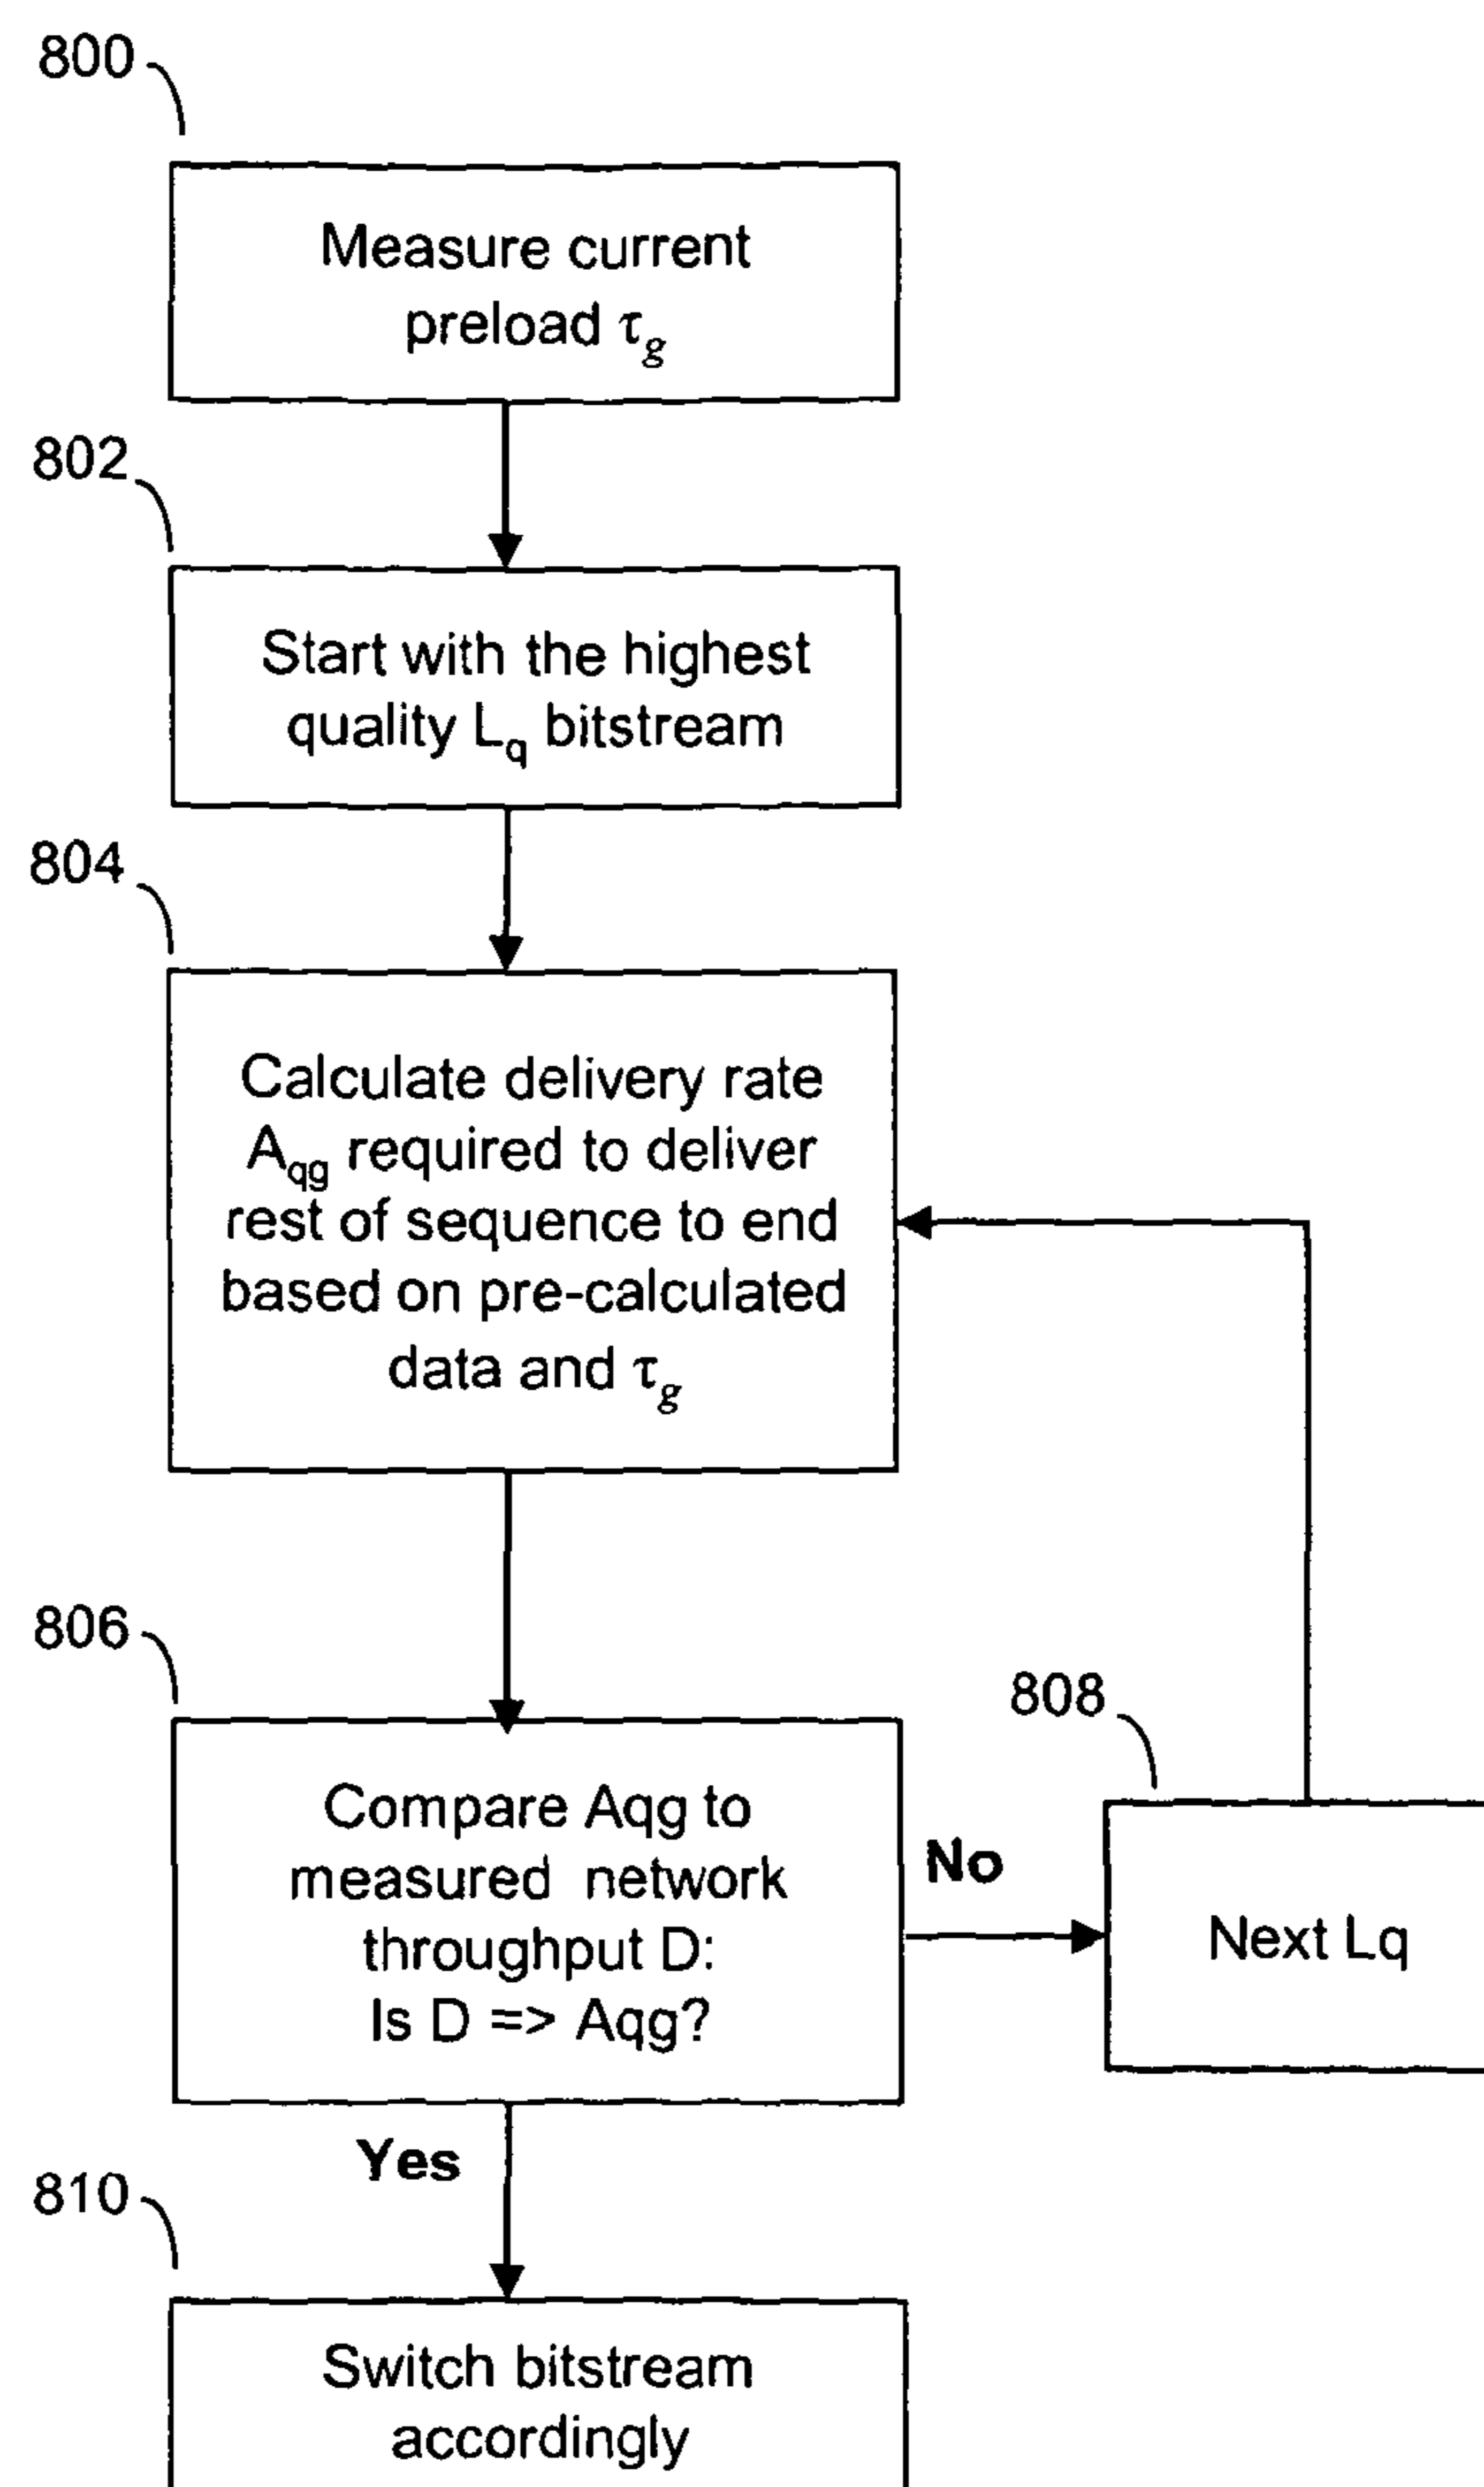 800
Measure current
preload τg
802
Start with the highest
quality Lq bitstream
804
Calculate delivery rate
Aqg required to deliver
rest of sequence to end
based on pre-calculated
data and τg
806
Compare Aqg to
measured network
throughput D:
Is D => Aqg?
No
808
Next Lq
Yes
810
Switch bitstream
accordingly